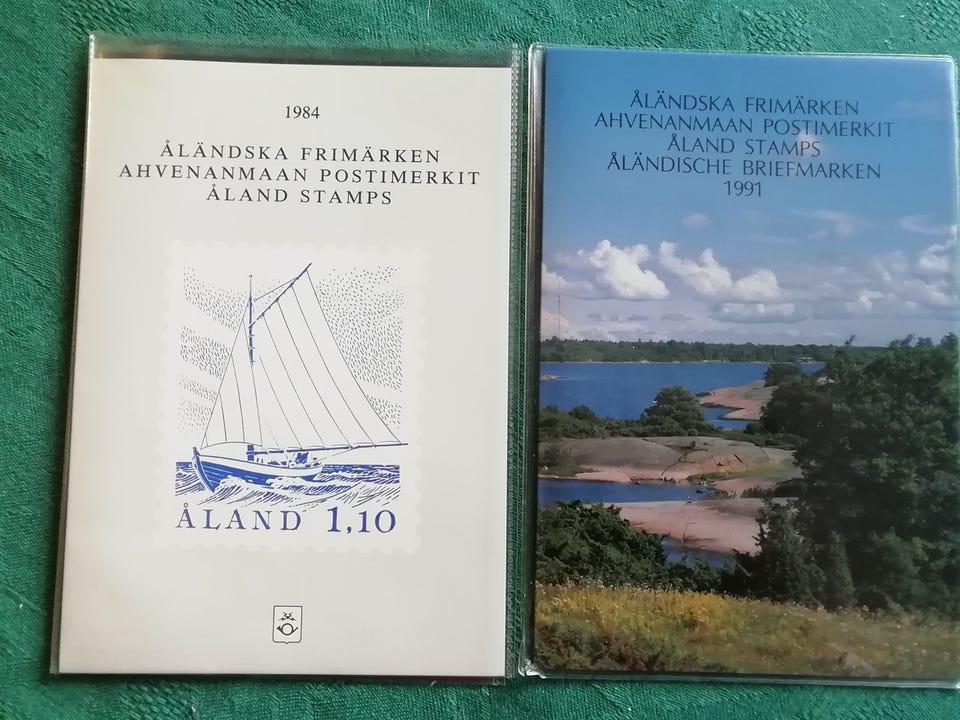 1984
ÅLÄNDSKA FRIMÄRKEN
AHVENANMAAN POSTIMERKIT
ÅLAND STAMPS
ÅLAND 1,10
ÅLÄNDSKA FRIMÄRKEN
AHVENANMAAN POSTIMERKIT
ÅLAND STAMPS
ÅLÄNDISCHE BRIEFMARKEN
1991